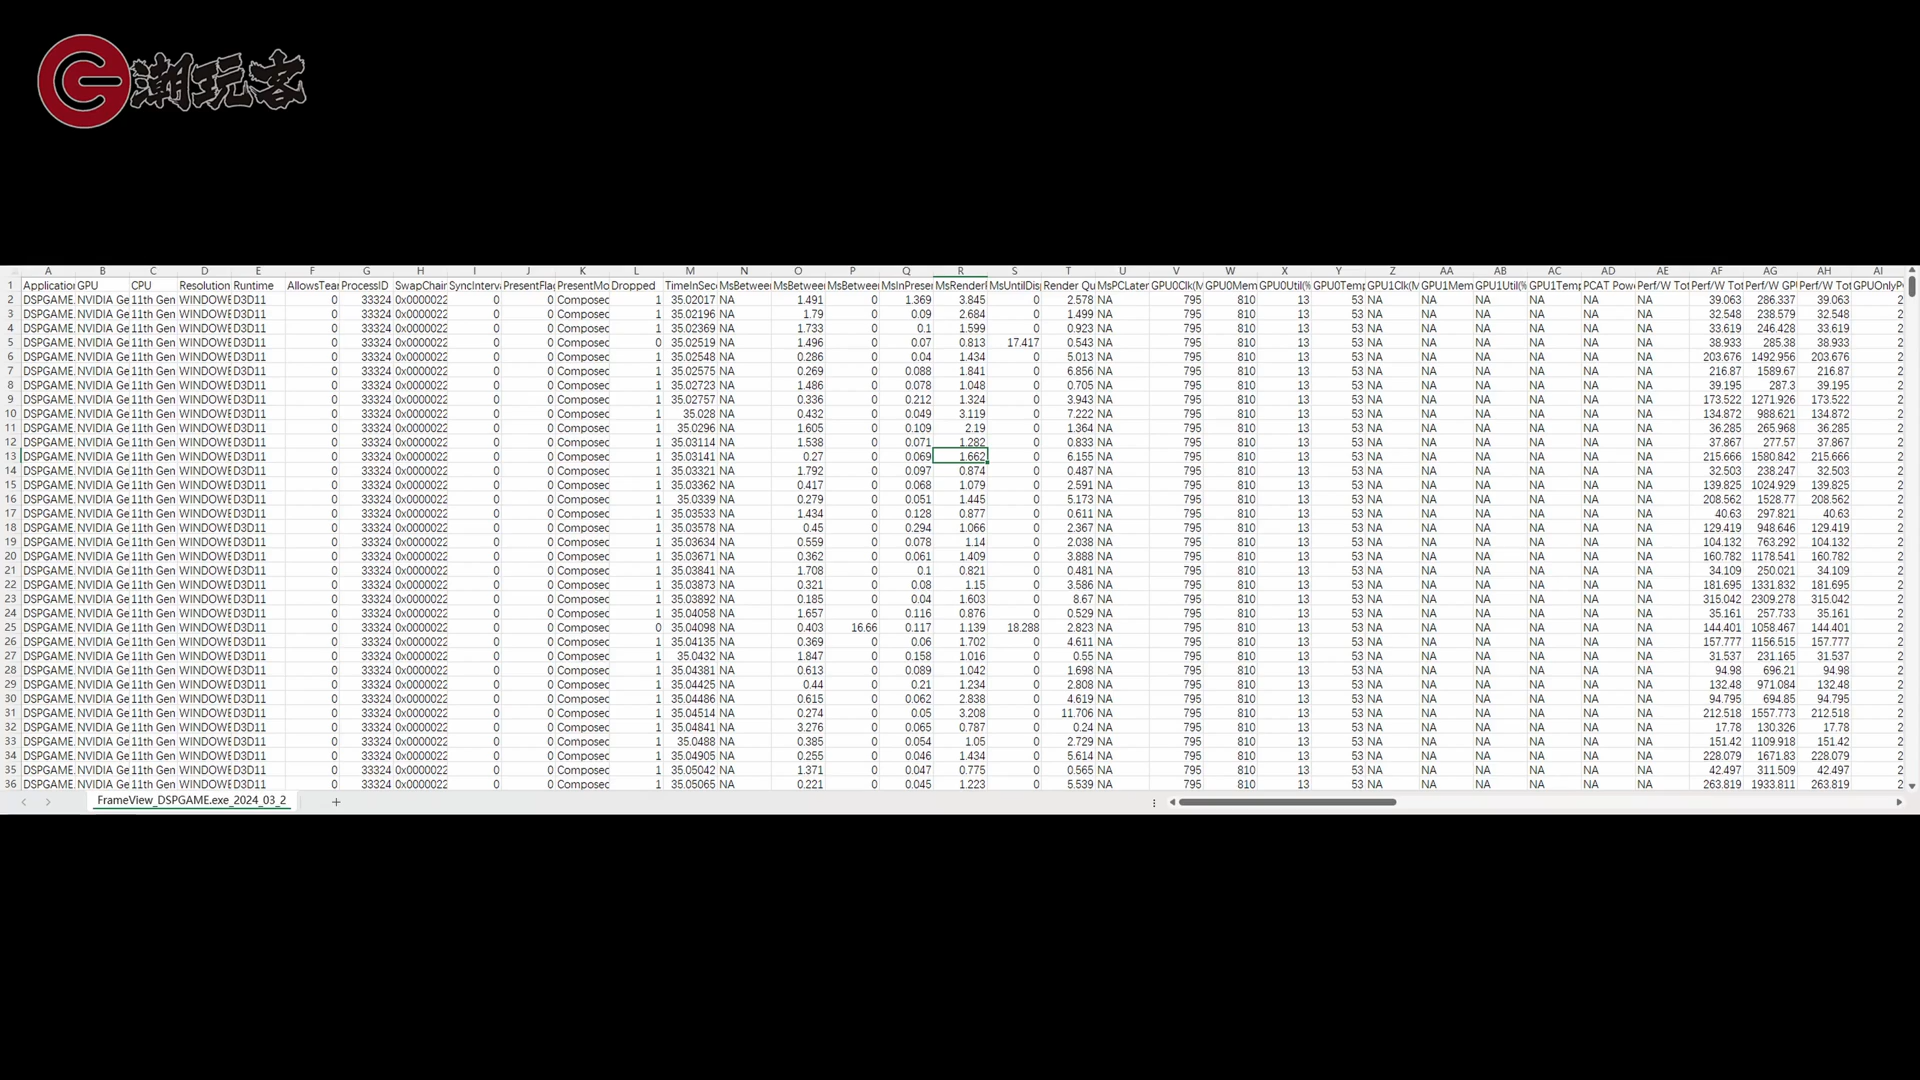 潮玩客
A B C D E F G H I J K L M N O P Q R S T U V W X Y Z AA AB AC AD AE AF AG AH AI
1 Application GPU CPU Resolution Runtime AllowsTear ProcessID SwapChain SyncInterva PresentFlag PresentMo Dropped TimeInSeco MsBetween MsBetween MsBetween MsInPresen MsRenderP MsUntilDis Render Qu MsPCLaten GPU0Clk(M GPU0Mem GPU0Util(% GPU0Temp GPU1Clk(M GPU1Mem GPU1Util(% GPU1Temp PCAT Powe Perf/W Tot Perf/W Tot Perf/W GP Perf/W Tot GPUOnlyP
2 DSPGAME. NVIDIA Ge 11th Gen WINDOWE D3D11 0 33324 0x0000022 0 0 Composed 1 35.02017 NA 1.491 0 1.369 3.845 0 2.578 NA 795 810 13 53 NA NA NA NA NA NA 39.063 286.337 39.063 2
3 DSPGAME. NVIDIA Ge 11th Gen WINDOWE D3D11 0 33324 0x0000022 0 0 Composed 1 35.02196 NA 1.79 0 0.09 2.684 0 1.499 NA 795 810 13 53 NA NA NA NA NA NA 32.548 238.579 32.548 2
4 DSPGAME. NVIDIA Ge 11th Gen WINDOWE D3D11 0 33324 0x0000022 0 0 Composed 1 35.02369 NA 1.733 0 0.1 1.599 0 0.923 NA 795 810 13 53 NA NA NA NA NA NA 33.619 246.428 33.619 2
5 DSPGAME. NVIDIA Ge 11th Gen WINDOWE D3D11 0 33324 0x0000022 0 0 Composed 0 35.02519 NA 1.496 0 0.07 0.813 17.417 0.543 NA 795 810 13 53 NA NA NA NA NA NA 38.933 285.38 38.933 2
6 DSPGAME. NVIDIA Ge 11th Gen WINDOWE D3D11 0 33324 0x0000022 0 0 Composed 1 35.02548 NA 0.286 0 0.04 1.434 0 5.013 NA 795 810 13 53 NA NA NA NA NA NA 203.676 1492.956 203.676 2
7 DSPGAME. NVIDIA Ge 11th Gen WINDOWE D3D11 0 33324 0x0000022 0 0 Composed 1 35.02575 NA 0.269 0 0.088 1.841 0 6.856 NA 795 810 13 53 NA NA NA NA NA NA 216.87 1589.67 216.87 2
8 DSPGAME. NVIDIA Ge 11th Gen WINDOWE D3D11 0 33324 0x0000022 0 0 Composed 1 35.02723 NA 1.486 0 0.078 1.048 0 0.705 NA 795 810 13 53 NA NA NA NA NA NA 39.195 287.3 39.195 2
9 DSPGAME. NVIDIA Ge 11th Gen WINDOWE D3D11 0 33324 0x0000022 0 0 Composed 1 35.02757 NA 0.336 0 0.212 1.324 0 3.943 NA 795 810 13 53 NA NA NA NA NA NA 173.522 1271.926 173.522 2
10 DSPGAME. NVIDIA Ge 11th Gen WINDOWE D3D11 0 33324 0x0000022 0 0 Composed 1 35.028 NA 0.432 0 0.049 3.119 0 7.222 NA 795 810 13 53 NA NA NA NA NA NA 134.872 988.621 134.872 2
11 DSPGAME. NVIDIA Ge 11th Gen WINDOWE D3D11 0 33324 0x0000022 0 0 Composed 1 35.0296 NA 1.605 0 0.109 2.19 0 1.364 NA 795 810 13 53 NA NA NA NA NA NA 36.285 265.968 36.285 2
12 DSPGAME. NVIDIA Ge 11th Gen WINDOWE D3D11 0 33324 0x0000022 0 0 Composed 1 35.03114 NA 1.538 0 0.071 1.282 0 0.833 NA 795 810 13 53 NA NA NA NA NA NA 37.867 277.57 37.867 2
13 DSPGAME. NVIDIA Ge 11th Gen WINDOWE D3D11 0 33324 0x0000022 0 0 Composed 1 35.03141 NA 0.27 0 0.069 1.662 0 6.155 NA 795 810 13 53 NA NA NA NA NA NA 215.666 1580.842 215.666 2
14 DSPGAME. NVIDIA Ge 11th Gen WINDOWE D3D11 0 33324 0x0000022 0 0 Composed 1 35.03321 NA 1.792 0 0.097 0.874 0 0.487 NA 795 810 13 53 NA NA NA NA NA NA 32.503 238.247 32.503 2
15 DSPGAME. NVIDIA Ge 11th Gen WINDOWE D3D11 0 33324 0x0000022 0 0 Composed 1 35.03362 NA 0.417 0 0.068 1.079 0 2.591 NA 795 810 13 53 NA NA NA NA NA NA 139.825 1024.929 139.825 2
16 DSPGAME. NVIDIA Ge 11th Gen WINDOWE D3D11 0 33324 0x0000022 0 0 Composed 1 35.0339 NA 0.279 0 0.051 1.445 0 5.173 NA 795 810 13 53 NA NA NA NA NA NA 208.562 1528.77 208.562 2
17 DSPGAME. NVIDIA Ge 11th Gen WINDOWE D3D11 0 33324 0x0000022 0 0 Composed 1 35.03533 NA 1.434 0 0.128 0.877 0 0.611 NA 795 810 13 53 NA NA NA NA NA NA 40.63 297.821 40.63 2
18 DSPGAME. NVIDIA Ge 11th Gen WINDOWE D3D11 0 33324 0x0000022 0 0 Composed 1 35.03578 NA 0.45 0 0.294 1.066 0 2.367 NA 795 810 13 53 NA NA NA NA NA NA 129.419 948.646 129.419 2
19 DSPGAME. NVIDIA Ge 11th Gen WINDOWE D3D11 0 33324 0x0000022 0 0 Composed 1 35.03634 NA 0.559 0 0.078 1.14 0 2.038 NA 795 810 13 53 NA NA NA NA NA NA 104.132 763.292 104.132 2
20 DSPGAME. NVIDIA Ge 11th Gen WINDOWE D3D11 0 33324 0x0000022 0 0 Composed 1 35.03671 NA 0.362 0 0.061 1.409 0 3.888 NA 795 810 13 53 NA NA NA NA NA NA 160.782 1178.541 160.782 2
21 DSPGAME. NVIDIA Ge 11th Gen WINDOWE D3D11 0 33324 0x0000022 0 0 Composed 1 35.03841 NA 1.708 0 0.1 0.821 0 0.481 NA 795 810 13 53 NA NA NA NA NA NA 34.109 250.021 34.109 2
22 DSPGAME. NVIDIA Ge 11th Gen WINDOWE D3D11 0 33324 0x0000022 0 0 Composed 1 35.03873 NA 0.321 0 0.08 1.15 0 3.586 NA 795 810 13 53 NA NA NA NA NA NA 181.695 1331.832 181.695 2
23 DSPGAME. NVIDIA Ge 11th Gen WINDOWE D3D11 0 33324 0x0000022 0 0 Composed 1 35.03892 NA 0.185 0 0.04 1.603 0 8.67 NA 795 810 13 53 NA NA NA NA NA NA 315.042 2309.278 315.042 2
24 DSPGAME. NVIDIA Ge 11th Gen WINDOWE D3D11 0 33324 0x0000022 0 0 Composed 1 35.04058 NA 1.657 0 0.116 0.876 0 0.529 NA 795 810 13 53 NA NA NA NA NA NA 35.161 257.733 35.161 2
25 DSPGAME. NVIDIA Ge 11th Gen WINDOWE D3D11 0 33324 0x0000022 0 0 Composed 0 35.04098 NA 0.403 16.66 0.117 1.139 18.288 2.823 NA 795 810 13 53 NA NA NA NA NA NA 144.401 1058.467 144.401 2
26 DSPGAME. NVIDIA Ge 11th Gen WINDOWE D3D11 0 33324 0x0000022 0 0 Composed 1 35.04135 NA 0.369 0 0.06 1.702 0 4.611 NA 795 810 13 53 NA NA NA NA NA NA 157.777 1156.515 157.777 2
27 DSPGAME. NVIDIA Ge 11th Gen WINDOWE D3D11 0 33324 0x0000022 0 0 Composed 1 35.0432 NA 1.847 0 0.158 1.016 0 0.55 NA 795 810 13 53 NA NA NA NA NA NA 31.537 231.165 31.537 2
28 DSPGAME. NVIDIA Ge 11th Gen WINDOWE D3D11 0 33324 0x0000022 0 0 Composed 1 35.04381 NA 0.613 0 0.089 1.042 0 1.698 NA 795 810 13 53 NA NA NA NA NA NA 94.98 696.21 94.98 2
29 DSPGAME. NVIDIA Ge 11th Gen WINDOWE D3D11 0 33324 0x0000022 0 0 Composed 1 35.04425 NA 0.44 0 0.21 1.234 0 2.808 NA 795 810 13 53 NA NA NA NA NA NA 132.48 971.084 132.48 2
30 DSPGAME. NVIDIA Ge 11th Gen WINDOWE D3D11 0 33324 0x0000022 0 0 Composed 1 35.04486 NA 0.615 0 0.062 2.838 0 4.619 NA 795 810 13 53 NA NA NA NA NA NA 94.795 694.85 94.795 2
31 DSPGAME. NVIDIA Ge 11th Gen WINDOWE D3D11 0 33324 0x0000022 0 0 Composed 1 35.04514 NA 0.274 0 0.05 3.208 0 11.706 NA 795 810 13 53 NA NA NA NA NA NA 212.518 1557.773 212.518 2
32 DSPGAME. NVIDIA Ge 11th Gen WINDOWE D3D11 0 33324 0x0000022 0 0 Composed 1 35.04841 NA 3.276 0 0.065 0.787 0 0.24 NA 795 810 13 53 NA NA NA NA NA NA 17.78 130.326 17.78 2
33 DSPGAME. NVIDIA Ge 11th Gen WINDOWE D3D11 0 33324 0x0000022 0 0 Composed 1 35.0488 NA 0.385 0 0.054 1.05 0 2.729 NA 795 810 13 53 NA NA NA NA NA NA 151.42 1109.918 151.42 2
34 DSPGAME. NVIDIA Ge 11th Gen WINDOWE D3D11 0 33324 0x0000022 0 0 Composed 1 35.04905 NA 0.255 0 0.046 1.434 0 5.614 NA 795 810 13 53 NA NA NA NA NA NA 228.079 1671.83 228.079 2
35 DSPGAME. NVIDIA Ge 11th Gen WINDOWE D3D11 0 33324 0x0000022 0 0 Composed 1 35.05042 NA 1.371 0 0.047 0.775 0 0.565 NA 795 810 13 53 NA NA NA NA NA NA 42.497 311.509 42.497 2
36 DSPGAME. NVIDIA Ge 11th Gen WINDOWE D3D11 0 33324 0x0000022 0 0 Composed 1 35.05065 NA 0.221 0 0.045 1.223 0 5.539 NA 795 810 13 53 NA NA NA NA NA NA 263.819 1933.811 263.819 2
FrameView_DSPGAME.exe_2024_03_2